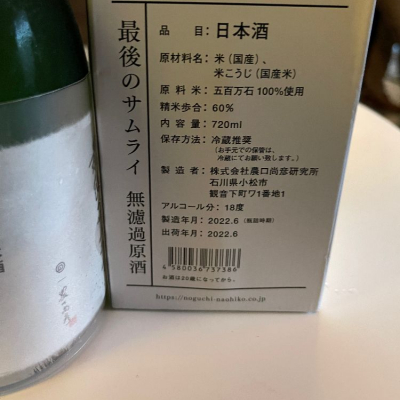 品　目：日本酒
原材料名：米（国産）、
米こうじ（国産米）
原料米：五百万石100%使用
精米歩合：60%
内容量：720ml
保存方法：冷蔵推奨
（お手元での保管は、
冷蔵にてお願い致します。）
製造者：株式会社農口尚彦研究所
石川県小松市
観音下町ワ1番地1
アルコール分：18度
製造年月：2022.6（瓶詰時期）
出荷年月：2022.6
4580036737388
お酒は20歳になってから。
https://noguchi-naohiko.co.jp
最後のサムライ 無濾過原酒